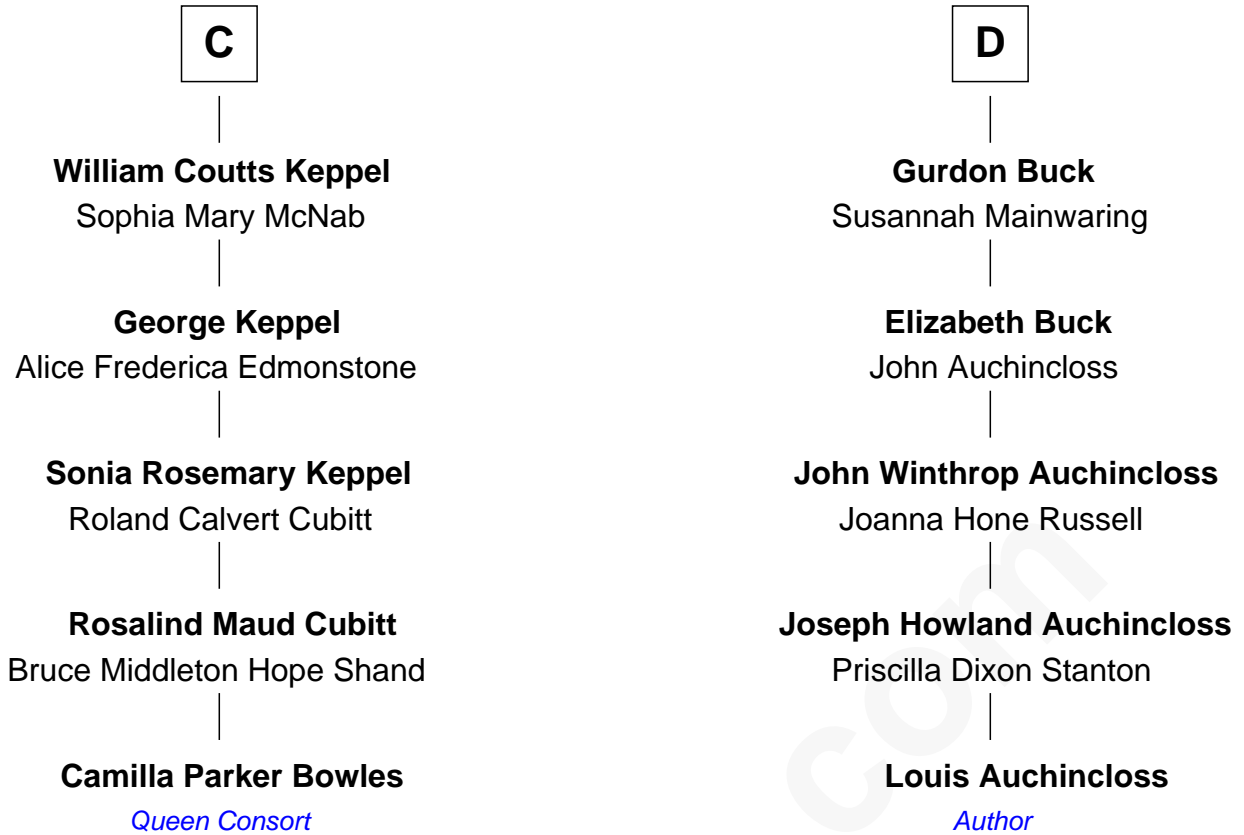 C
William Coutts Keppel
Sophia Mary McNab
George Keppel
Alice Frederica Edmonstone
Sonia Rosemary Keppel
Roland Calvert Cubitt
Rosalind Maud Cubitt
Bruce Middleton Hope Shand
Camilla Parker Bowles
Queen Consort
D
Gurdon Buck
Susannah Mainwaring
Elizabeth Buck
John Auchincloss
John Winthrop Auchincloss
Joanna Hone Russell
Joseph Howland Auchincloss
Priscilla Dixon Stanton
Louis Auchincloss
Author
com